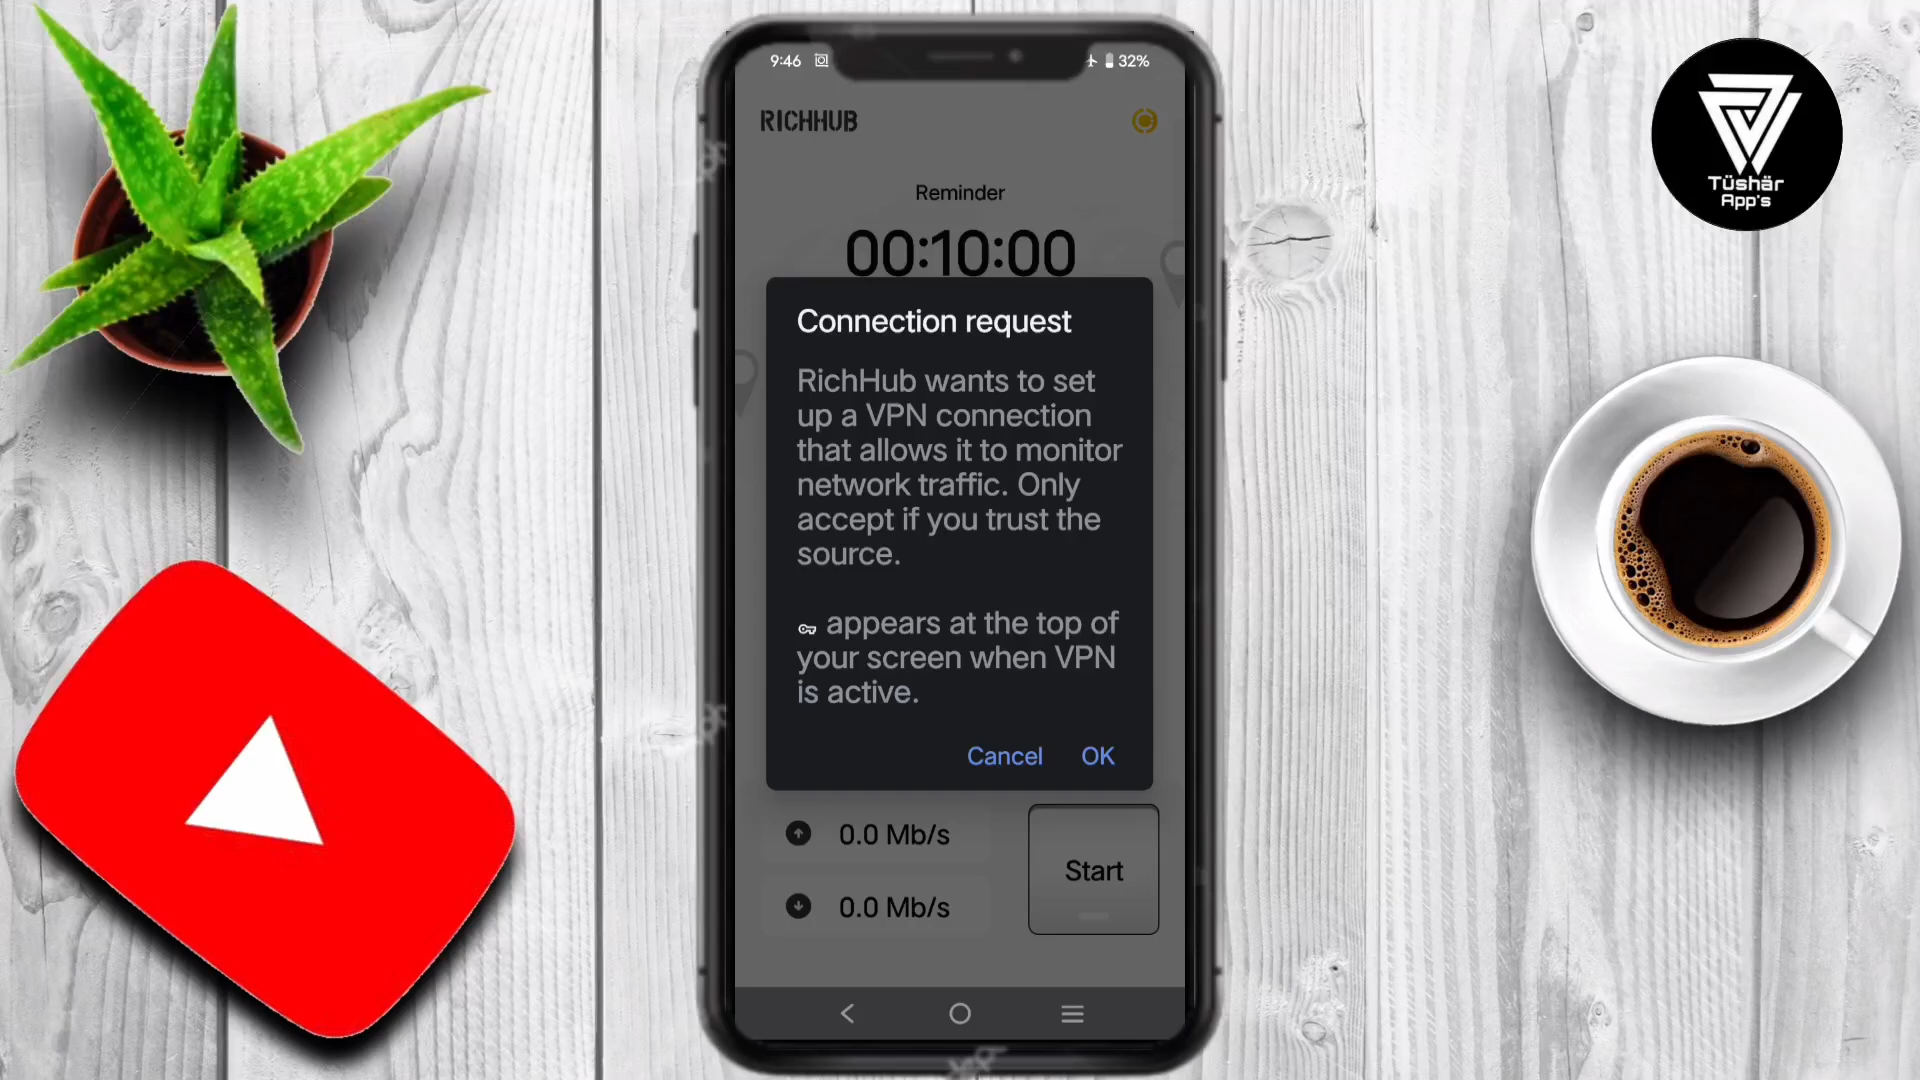 9:46
32%
RICHHUB
Reminder
00:10:00
Connection request
RichHub wants to set
up a VPN connection
that allows it to monitor
network traffic. Only
accept if you trust the
source.
appears at the top of
your screen when VPN
is active.
Cancel OK
0.0 Mb/s
Start
0.0 Mb/s
Tüshär
App's